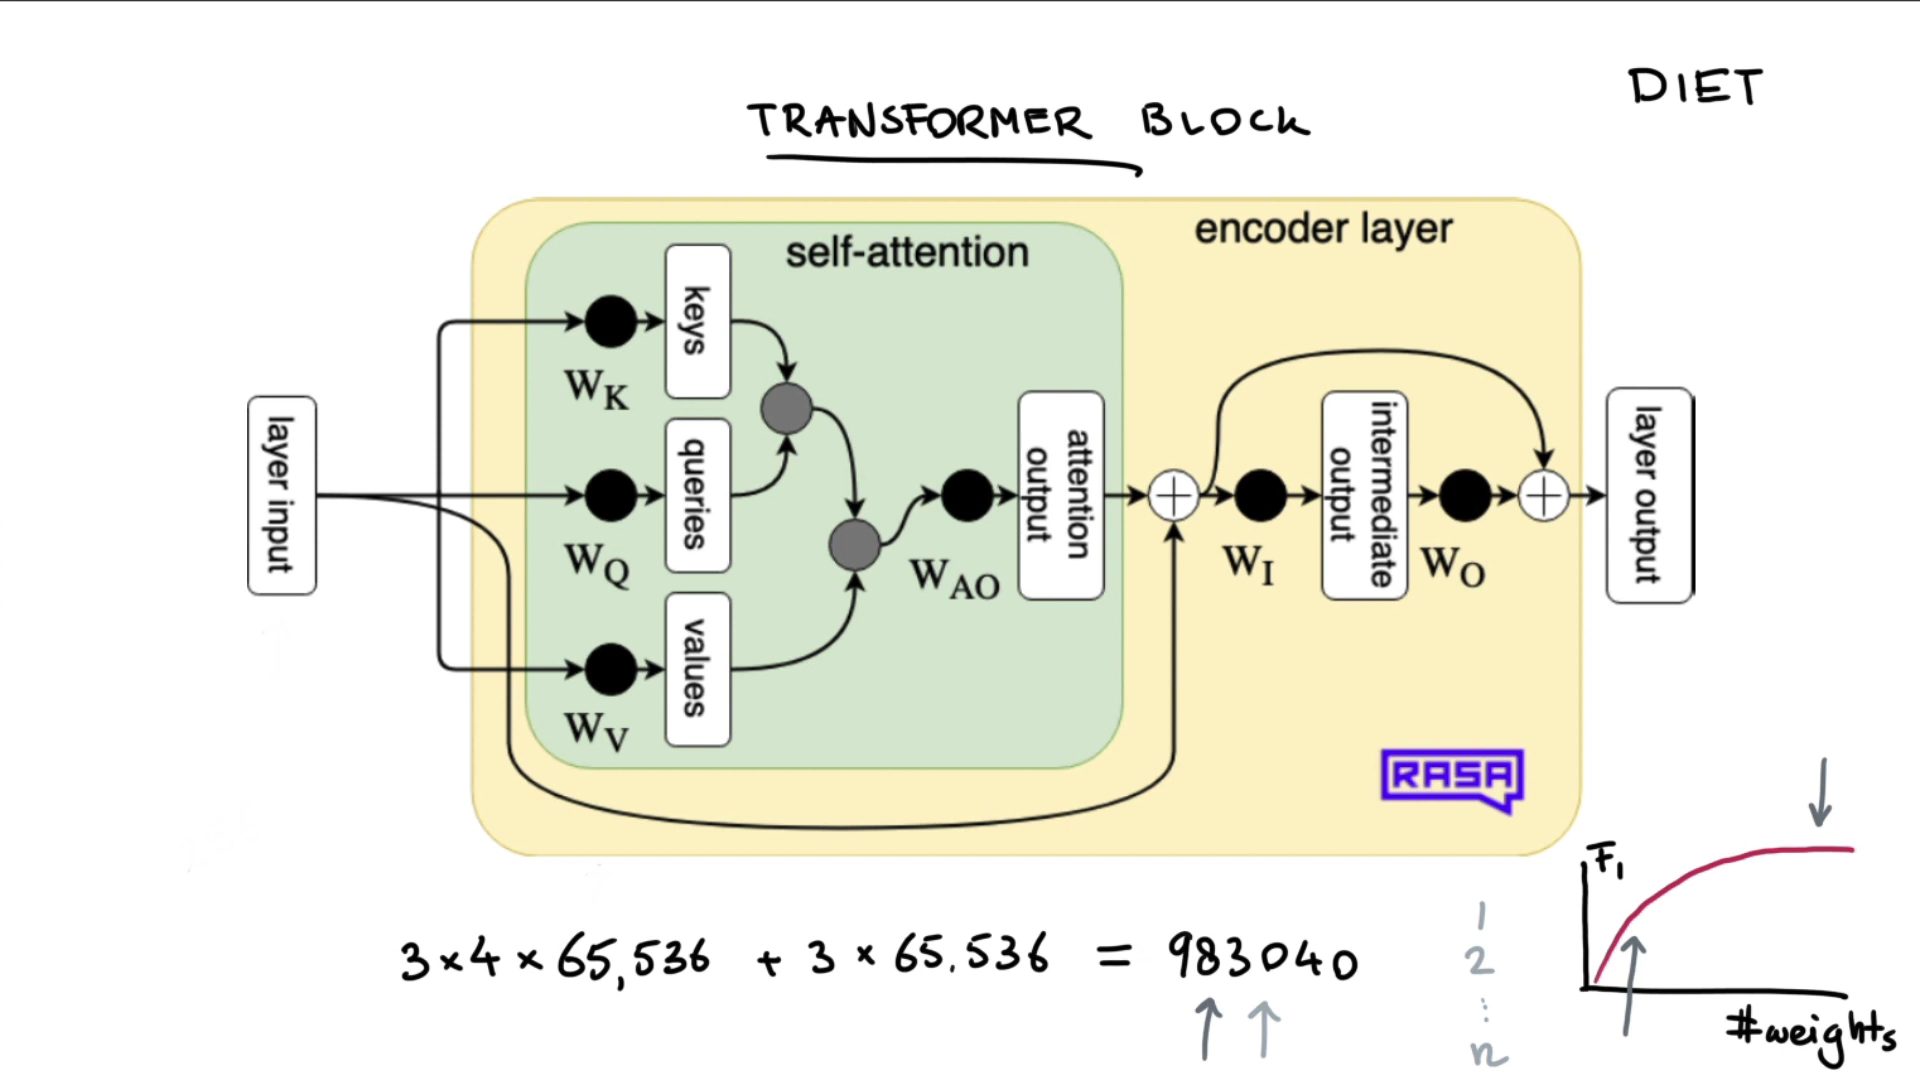 DIET
TRANSFORMER BLOCK
encoder layer
self-attention
keys
W_K
layer input
queries
W_Q
values
W_V
W_AO
attention
output
W_I
intermediate
output
W_O
layer output
RASA
F₁
3×4×65,536 + 3×65.536 = 983040
1
2
⋮
n
#weights